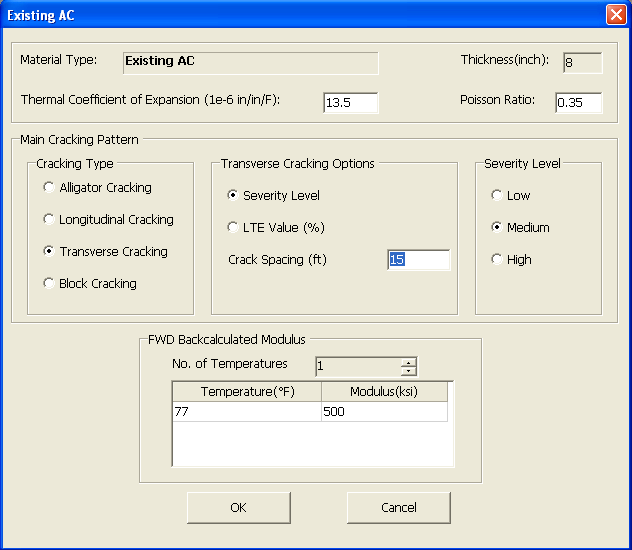 Existing AC
Material Type: Existing AC Thickness(inch): 8
Thermal Coefficient of Expansion (1e-6 in/in/F): 13.5 Poisson Ratio: 0.35
Main Cracking Pattern
Cracking Type
Alligator Cracking
Longitudinal Cracking
Transverse Cracking
Block Cracking
Transverse Cracking Options
Severity Level
LTE Value (%)
Crack Spacing (ft) 15
Severity Level
Low
Medium
High
FWD Backcalculated Modulus
No. of Temperatures 1
Temperature(°F) Modulus(ksi)
77 500
OK Cancel